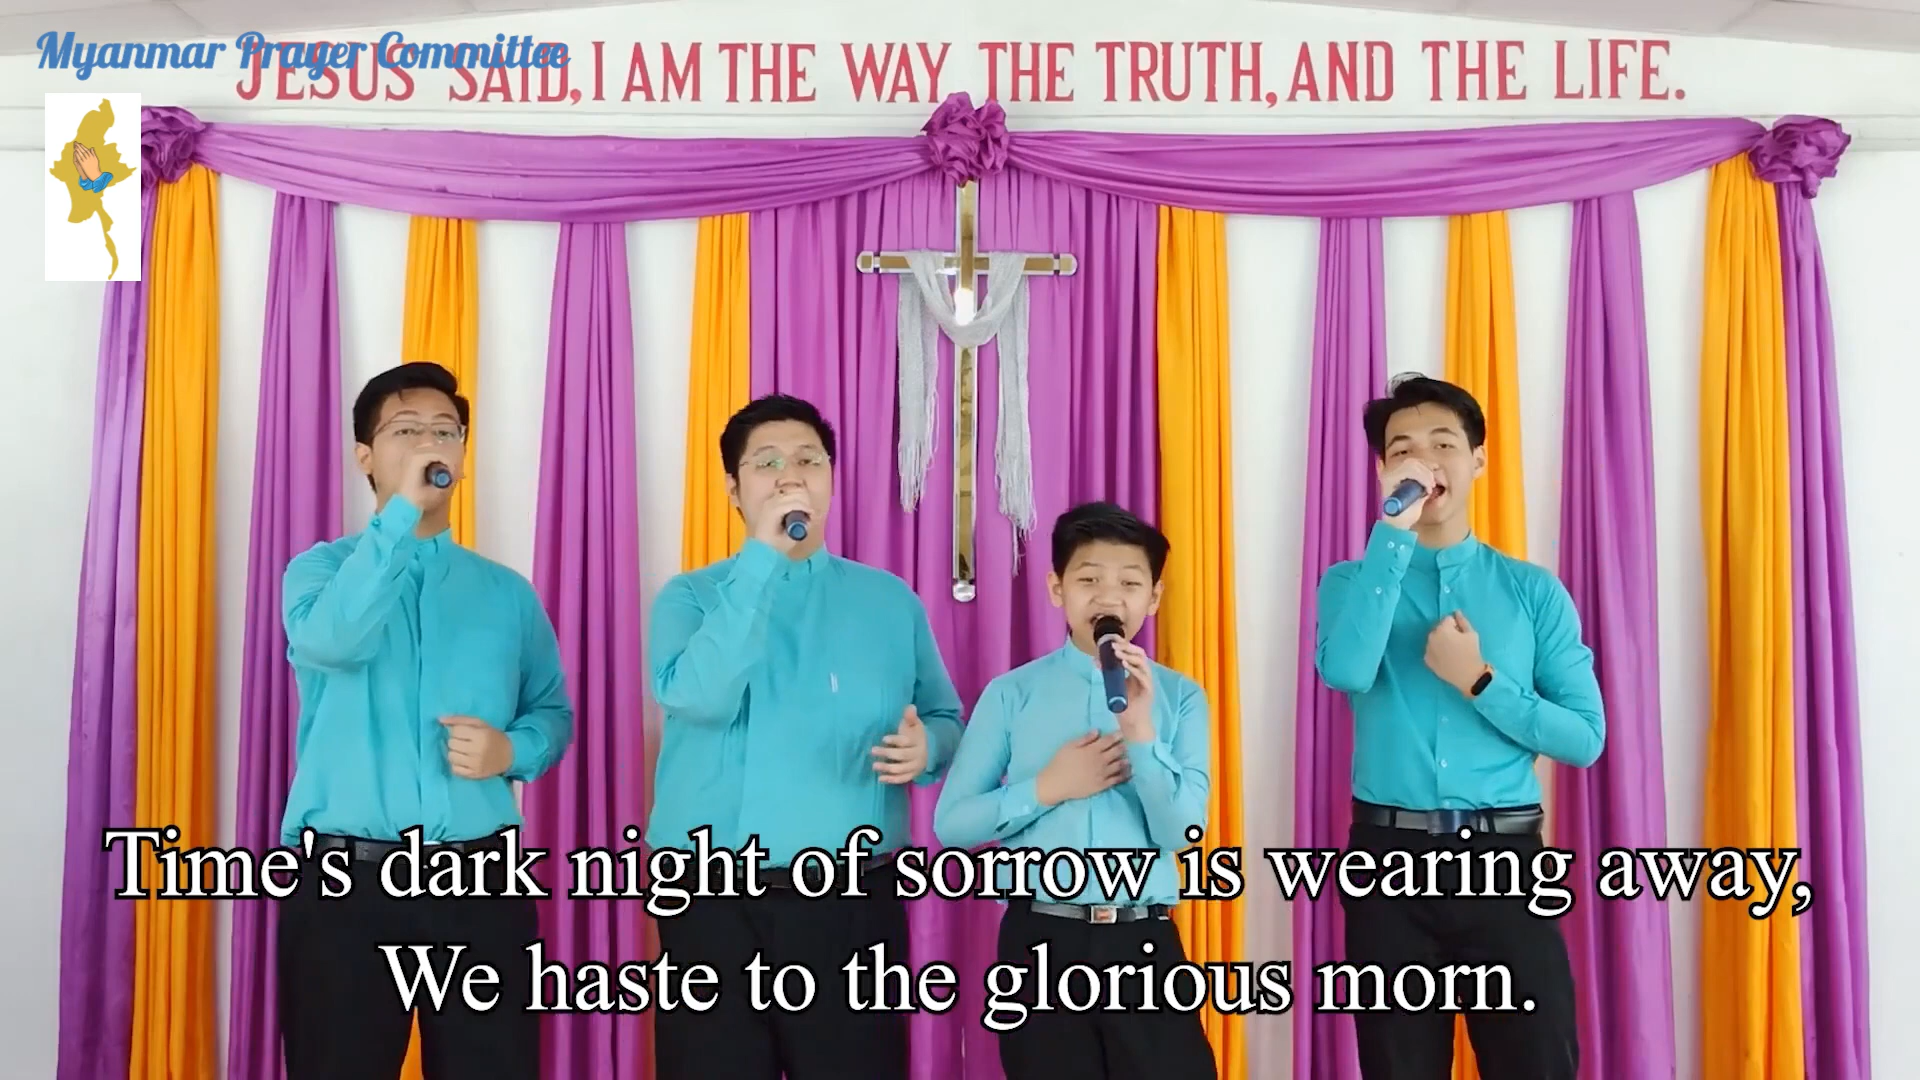 Myanmar Prayer Committee
JESUS SAID, I AM THE WAY THE TRUTH, AND THE LIFE.
Time's dark night of sorrow is wearing away,
We haste to the glorious morn.